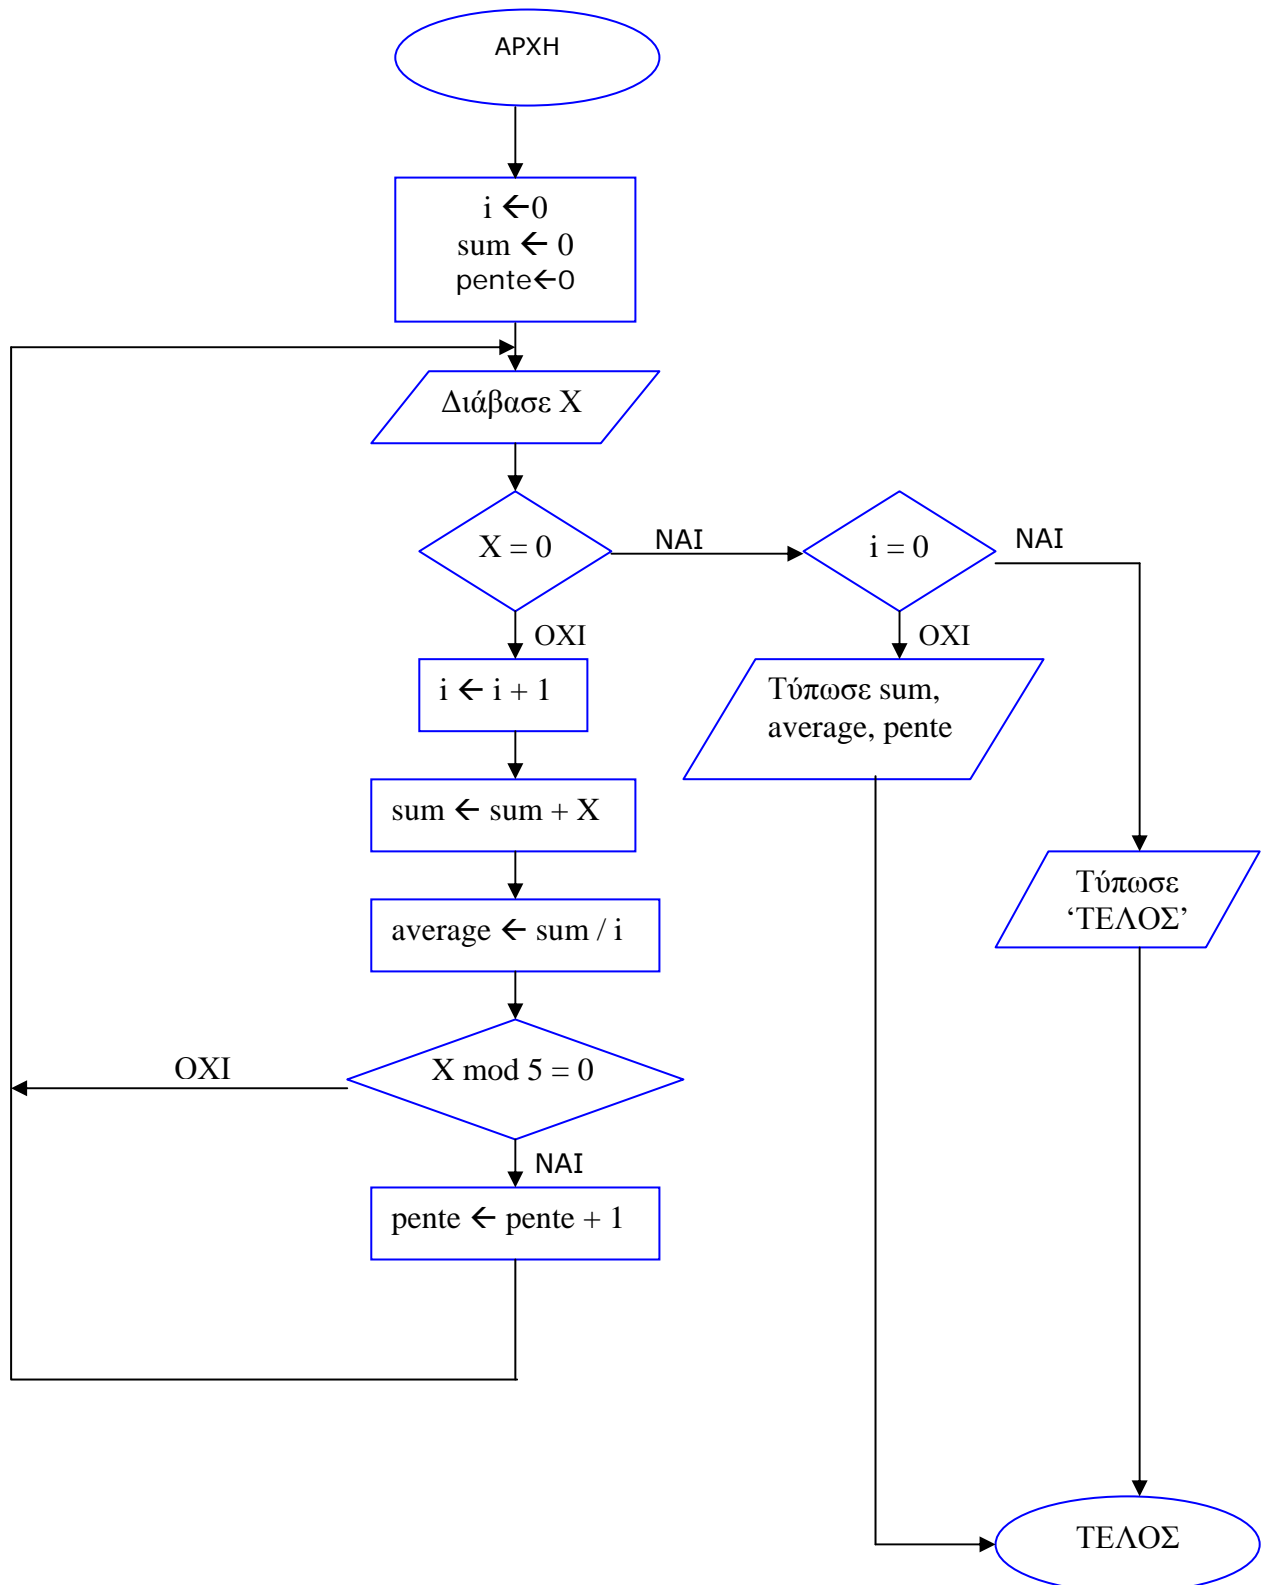 ΑΡΧΗ
i ←0
sum ← 0
pente←0
Διάβασε Χ
X = 0
ΝΑΙ
i = 0
ΝΑΙ
ΟΧΙ
ΟΧΙ
i ← i + 1
Τύπωσε sum,
average, pente
sum ← sum + X
average ← sum / i
Τύπωσε
‘ΤΕΛΟΣ’
X mod 5 = 0
ΟΧΙ
ΝΑΙ
pente ← pente + 1
ΤΕΛΟΣ